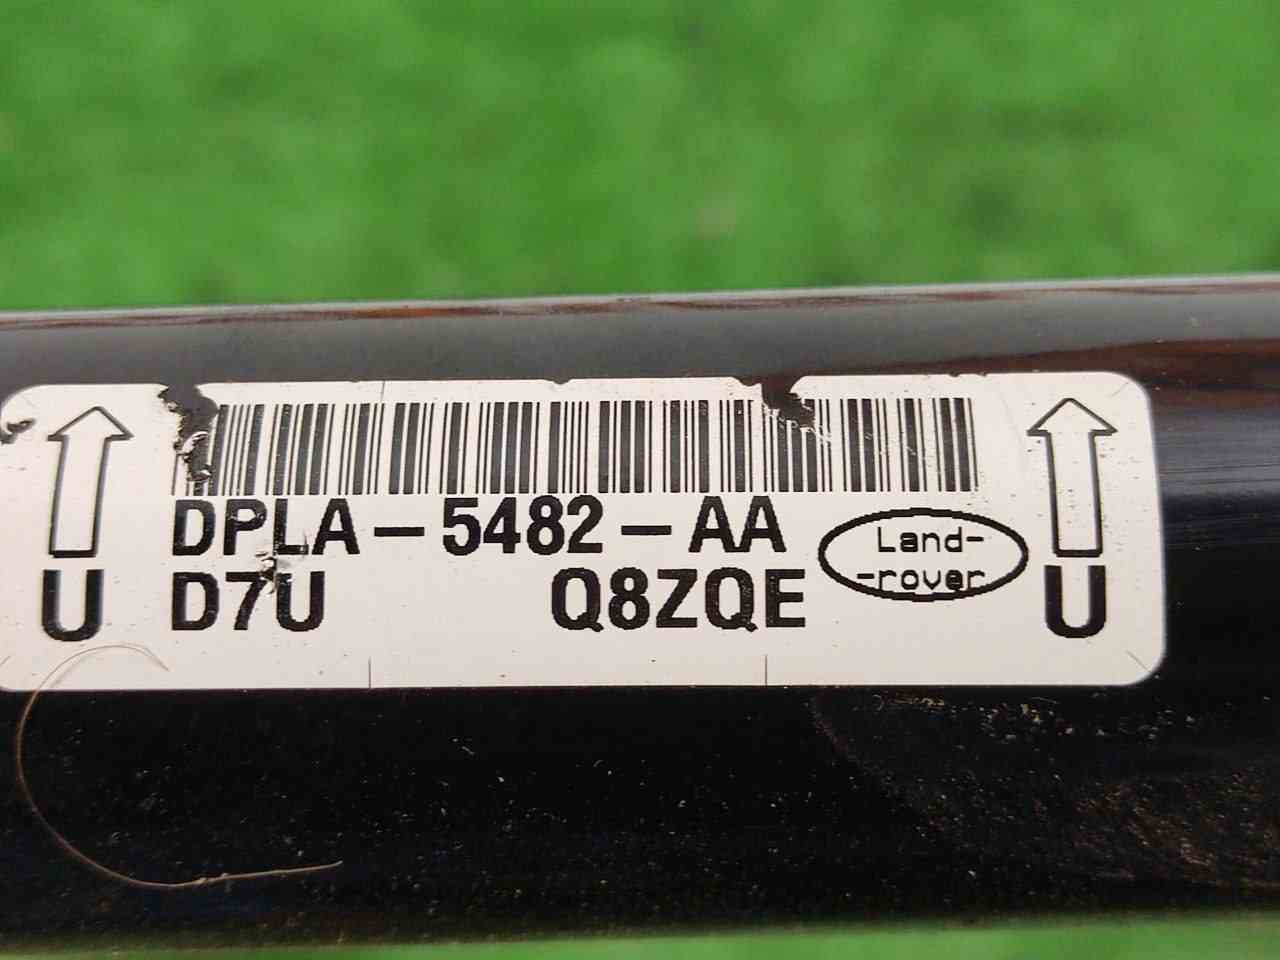 DPLA-5482-AA
D7U Q8ZQE
Land-
-rover
U U